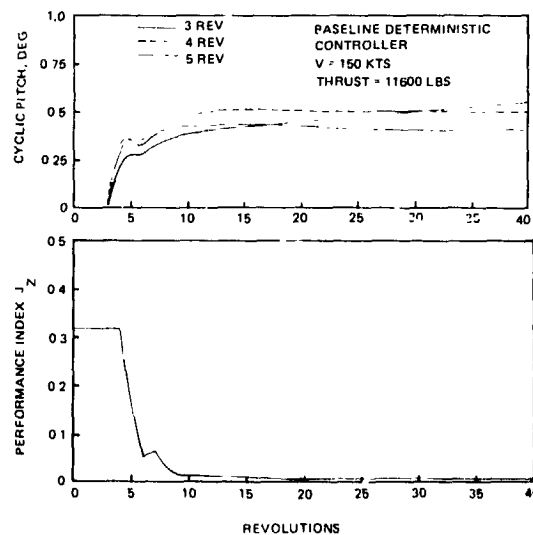 3 REV
4 REV
5 REV
BASELINE DETERMINISTIC
CONTROLLER
V = 150 KTS
THRUST = 11600 LBS
CYCLIC PITCH, DEG
1.0
0 75
0 5
0 25
0
0 5 10 15 20 25 30 35 40
PERFORMANCE INDEX J Z
0 5
0 4
0 3
0 2
0 1
0
0 5 10 15 20 25 30 35 40
REVOLUTIONS